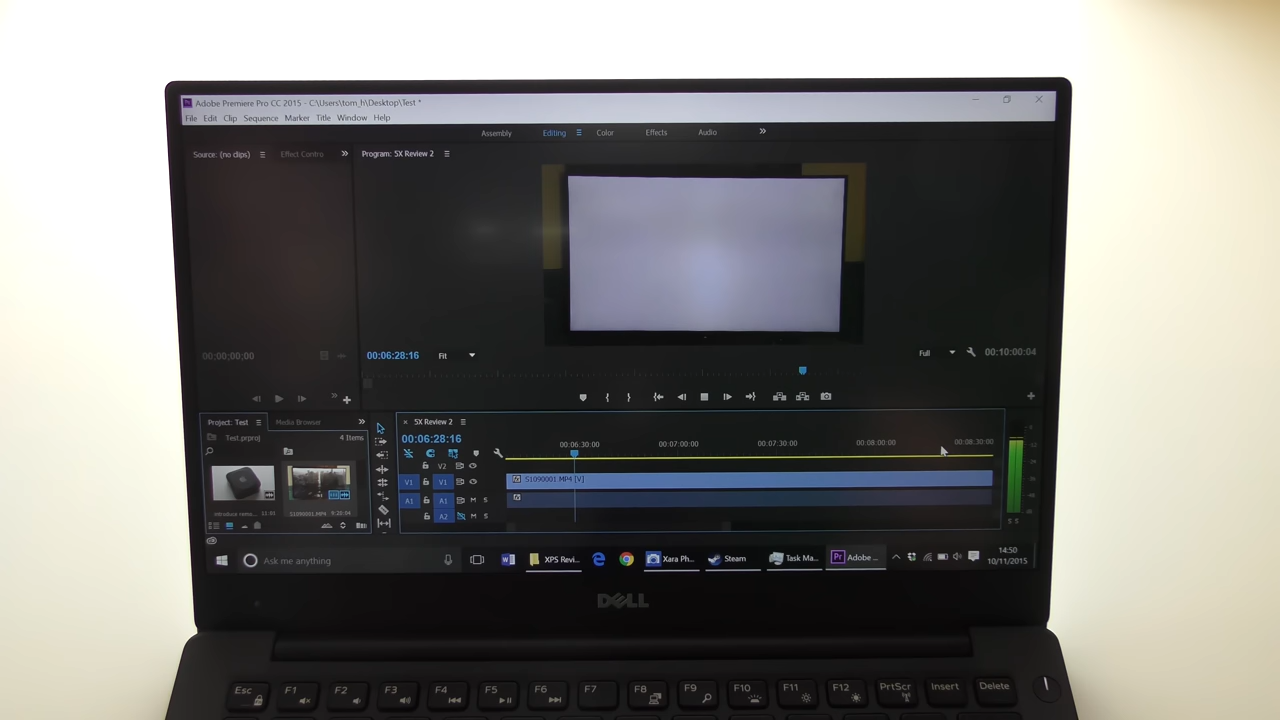 Adobe Premiere Pro CC 2015 - C:\Users\tom_h\Desktop\Test *
File Edit Clip Sequence Marker Title Window Help
Assembly Editing Color Effects Audio
Source: (no clips) Effect Contro Program: 5X Review 2
00;00;00;00 00:06:28:16 Fit Full 00:10:00:04
Project: Test Media Browser
Test.prproj 4 Items
S1090001.MP4 9:28:04
5X Review 2
00:06:28:16
00:06:30:00 00:07:00:00 00:07:30:00 00:08:00:00 00:08:30:00
V2
V1 V1 S1090001.MP4 [V]
A1 A1 M S
A2 M S
S S
Ask me anything XPS Revi... Xara Ph... Steam Task Ma... Pr Adobe ... 14:50
10/11/2015
DELL
Esc F1 F2 F3 F4 F5 F6 F7 F8 F9 F10 F11 F12 PrtScr Insert Delete